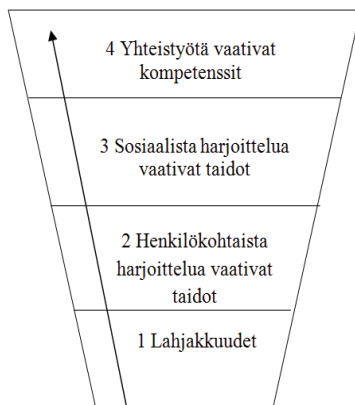 4 Yhteistyötä vaativat
kompetenssit
3 Sosiaalista harjoittelua
vaativat taidot
2 Henkilökohtaista
harjoittelua vaativat
taidot
1 Lahjakkuudet